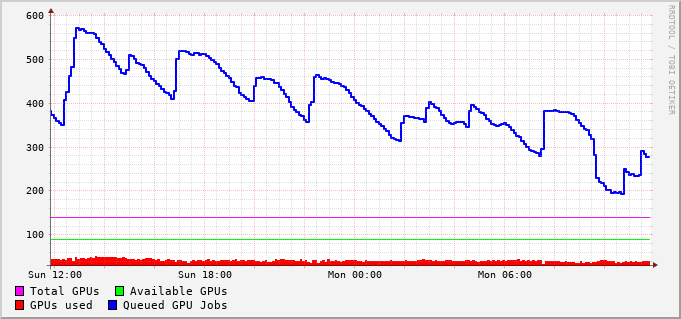 RRDTOOL / TOBI OETIKER
600
500
400
300
200
100
Sun 12:00 Sun 18:00 Mon 00:00 Mon 06:00
Total GPUs Available GPUs
GPUs used Queued GPU Jobs